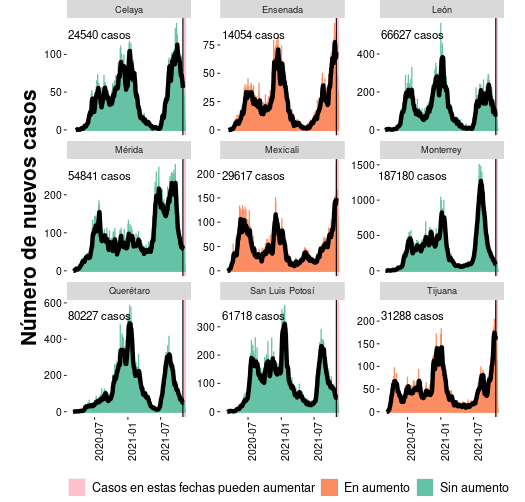 Celaya
Ensenada
León
24540 casos
14054 casos
66627 casos
100
50
0
75
50
25
0
400
200
0
Mérida
Mexicali
Monterrey
54841 casos
29617 casos
187180 casos
200
100
0
200
150
100
50
0
1500
1000
500
0
Querétaro
San Luis Potosí
Tijuana
80227 casos
61718 casos
31288 casos
600
400
200
0
300
200
100
0
200
150
100
50
0
2020-07
2021-01
2021-07
2020-07
2021-01
2021-07
2020-07
2021-01
2021-07
Número de nuevos casos
Casos en estas fechas pueden aumentar
En aumento
Sin aumento